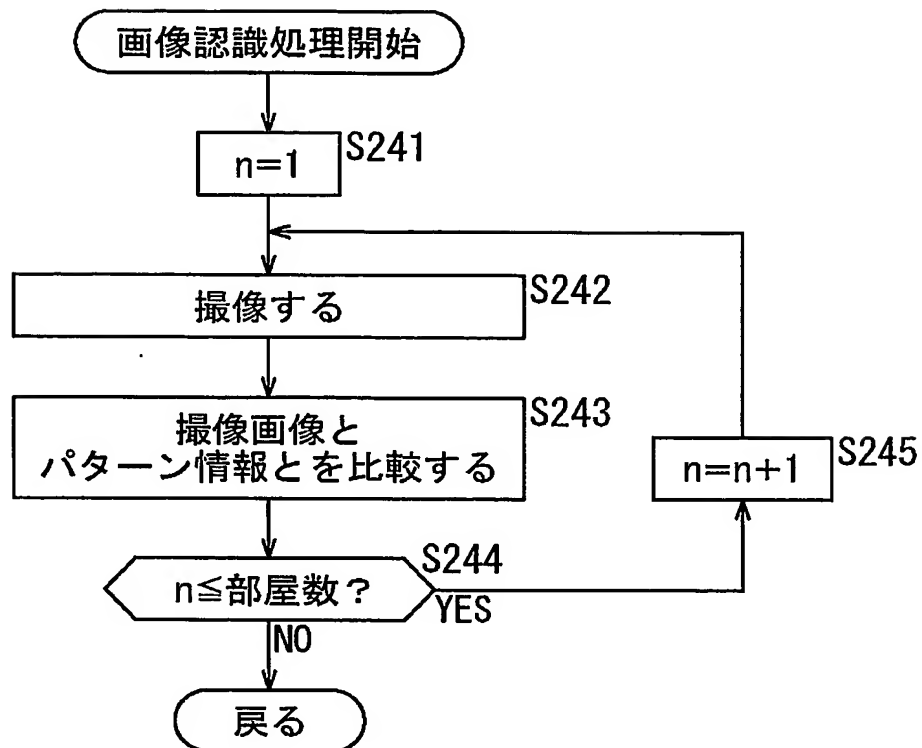 画像認識処理開始
n=1
S241
撮像する
S242
撮像画像と
パターン情報とを比較する
S243
n=n+1
S245
n≦部屋数?
S244
YES
NO
戻る